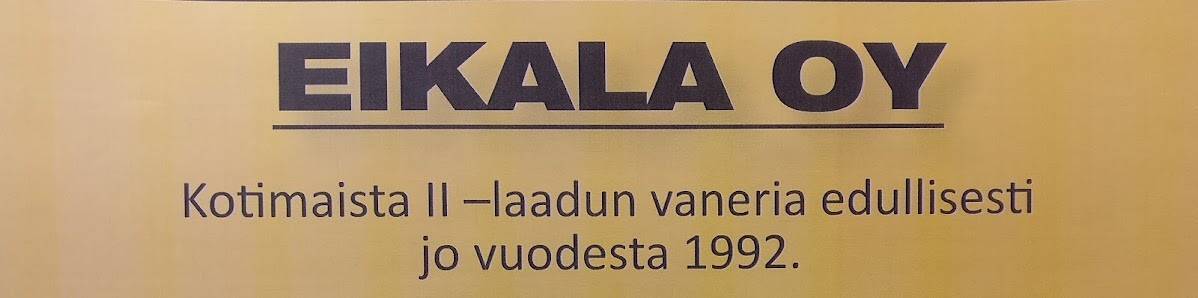 EIKALA OY
Kotimaista II –laadun vaneria edullisesti
jo vuodesta 1992.